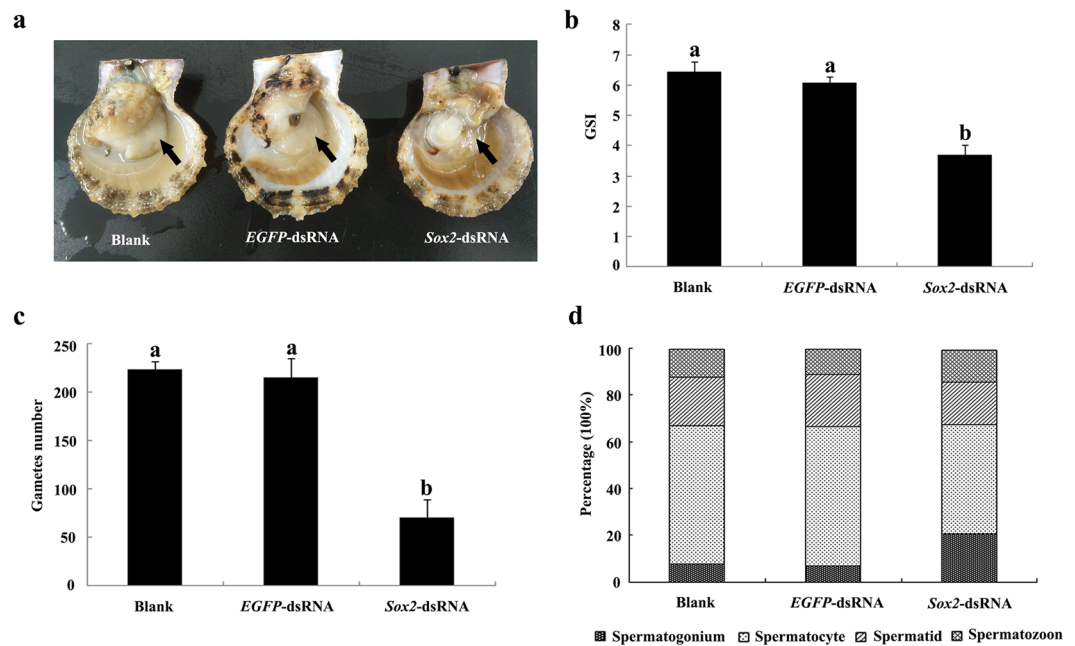 a
Blank
EGFP-dsRNA
Sox2-dsRNA
b
8
7
6
5
4
3
2
1
0
GSI
a
a
b
Blank
EGFP-dsRNA
Sox2-dsRNA
c
250
200
150
100
50
0
Gametes number
a
a
b
Blank
EGFP-dsRNA
Sox2-dsRNA
d
100
80
60
40
20
0
Percentage (100%)
Blank
EGFP-dsRNA
Sox2-dsRNA
Spermatogonium Spermatocyte Spermatid Spermatozoon